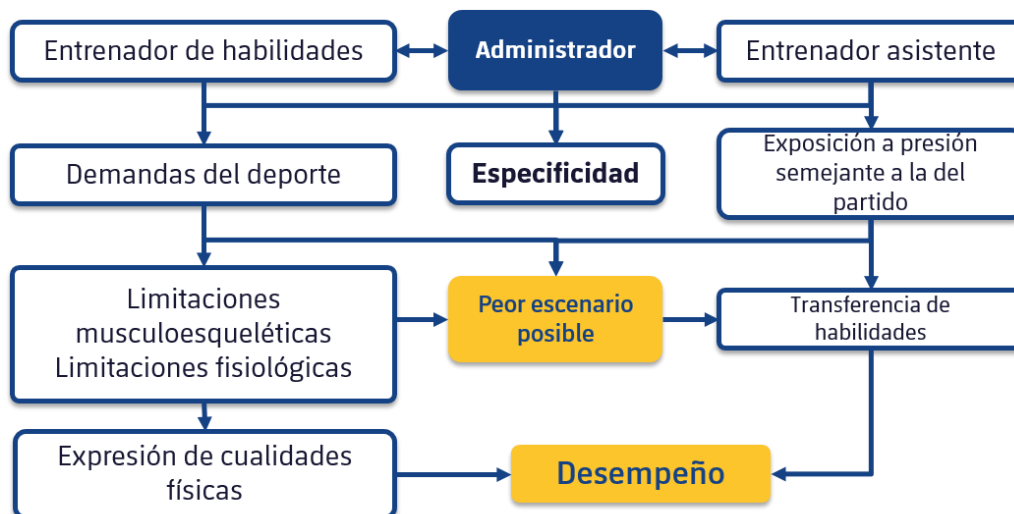 Entrenador de habilidades
Administrador
Entrenador asistente
Demandas del deporte
Especificidad
Exposición a presión
semejante a la del
partido
Limitaciones
musculoesqueléticas
Limitaciones fisiológicas
Peor escenario
posible
Transferencia de
habilidades
Expresión de cualidades
físicas
Desempeño